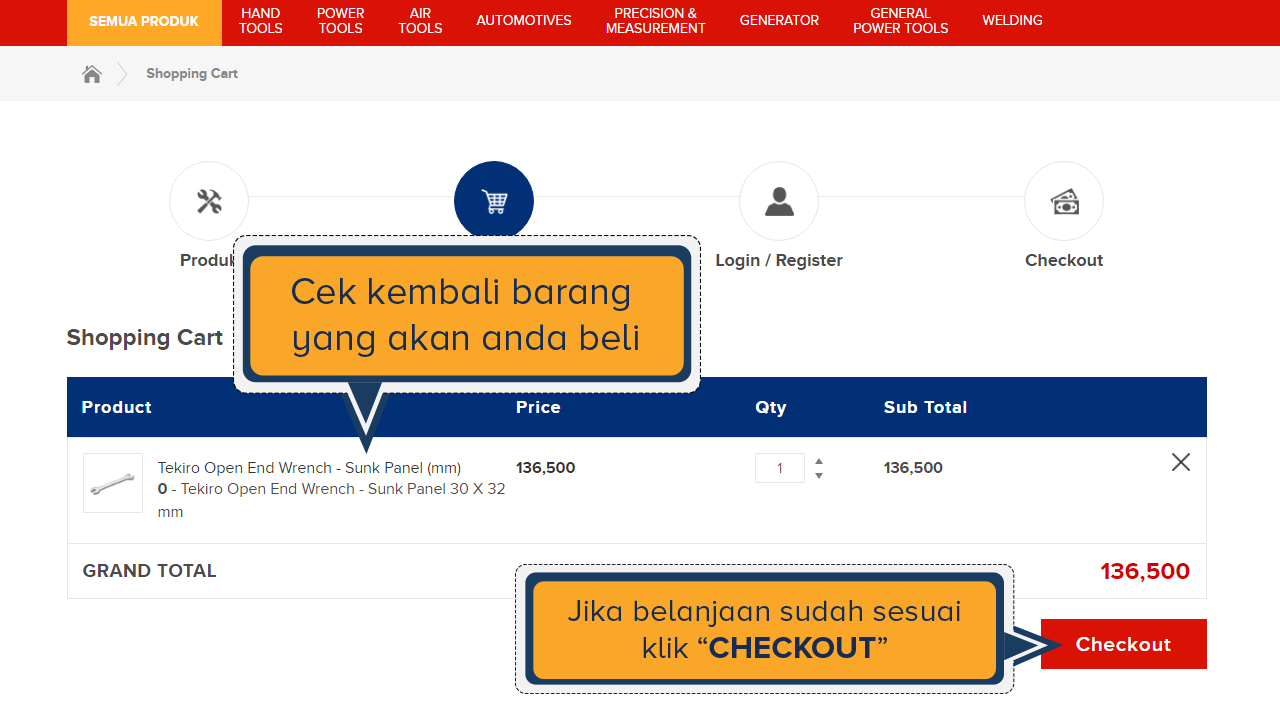 SEMUA PRODUK
HAND
TOOLS
POWER
TOOLS
AIR
TOOLS
AUTOMOTIVES
PRECISION &
MEASUREMENT
GENERATOR
GENERAL
POWER TOOLS
WELDING
Shopping Cart
Produk
Login / Register
Checkout
Cek kembali barang
yang akan anda beli
Shopping Cart
Product Price Qty Sub Total
Tekiro Open End Wrench - Sunk Panel (mm) 136,500 1 136,500
0 - Tekiro Open End Wrench - Sunk Panel 30 X 32
mm
GRAND TOTAL 136,500
Jika belanjaan sudah sesuai
klik “CHECKOUT”
Checkout